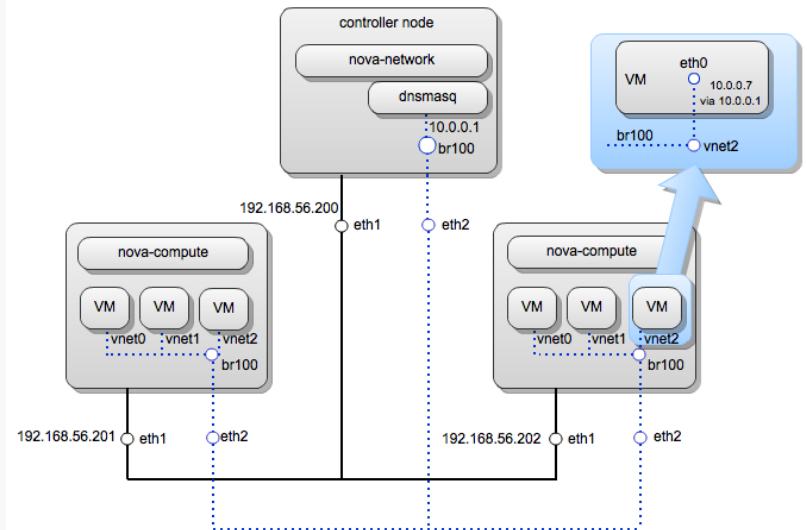 controller node
nova-network
dnsmasq
10.0.0.1
br100
192.168.56.200
eth1
eth2
VM
eth0
10.0.0.7
via 10.0.0.1
br100
vnet2
nova-compute
VM
VM
VM
vnet0
vnet1
vnet2
br100
192.168.56.201
eth1
eth2
nova-compute
VM
VM
VM
vnet0
vnet1
vnet2
br100
192.168.56.202
eth1
eth2